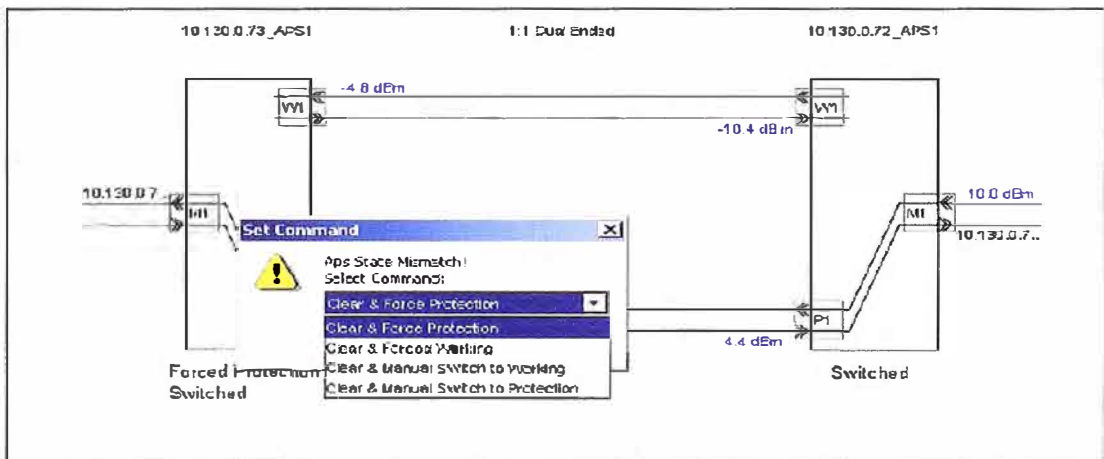 10.130.0.73_APS1 1:1 Dual Ended 10.130.0.72_APS1
-4.8 dBm
W1 W1
-10.4 dBm
10.130.0.7... M1 M1 10.0 dBm
10.130.0.7...
Set Command
Aps State Mismatch!
Select Command:
Clear & Force Protection
Clear & Force Protection
Clear & Forced Working
Clear & Manual Switch to Working
Clear & Manual Switch to Protection
P1
4.4 dBm
Forced Protection
Switched
Switched